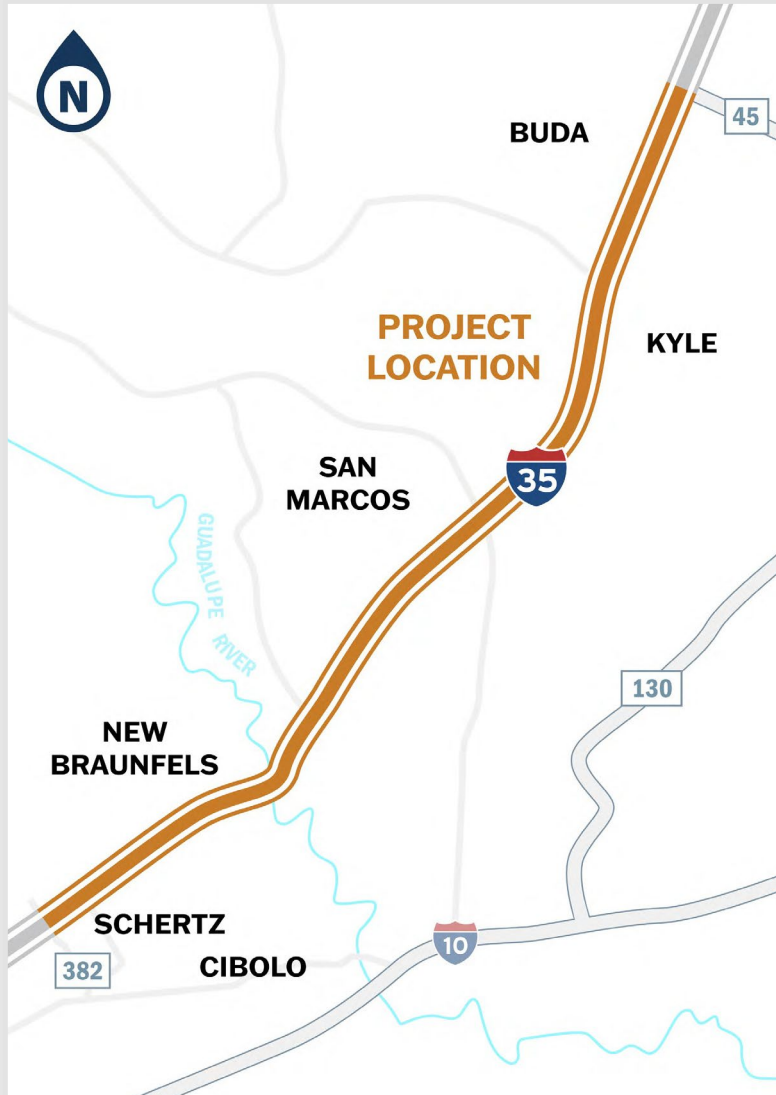 N
45
BUDA
PROJECT
LOCATION
KYLE
SAN
MARCOS
35
GUADALUPE
RIVER
130
NEW
BRAUNFELS
SCHERTZ
382
CIBOLO
10